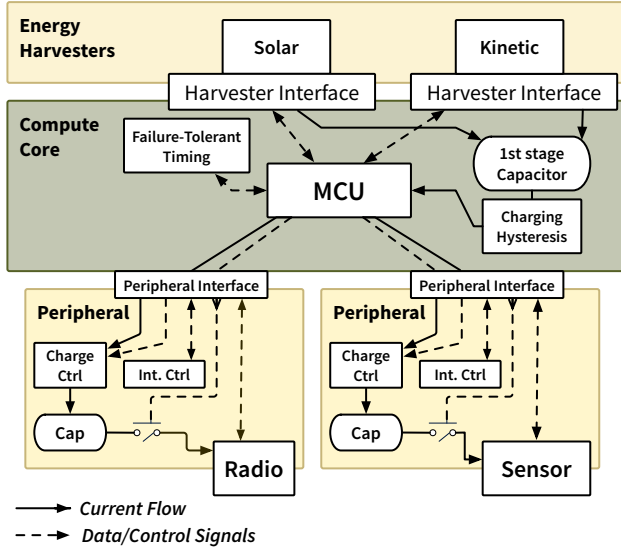 Energy
Harvesters
Solar
Kinetic
Harvester Interface
Harvester Interface
Compute
Core
Failure-Tolerant
Timing
1st stage
Capacitor
MCU
Charging
Hysteresis
Peripheral Interface
Peripheral Interface
Peripheral
Peripheral
Charge
Ctrl
Int. Ctrl
Charge
Ctrl
Int. Ctrl
Cap
Cap
Radio
Sensor
Current Flow
Data/Control Signals